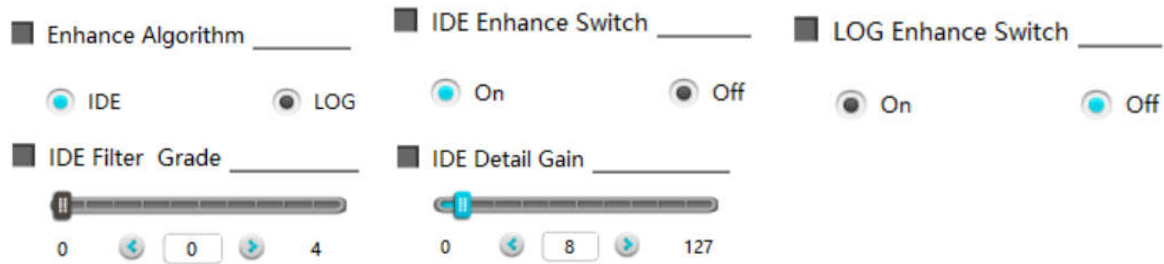 Enhance Algorithm
IDE LOG
IDE Enhance Switch
On Off
LOG Enhance Switch
On Off
IDE Filter Grade
0 0 4
IDE Detail Gain
0 8 127